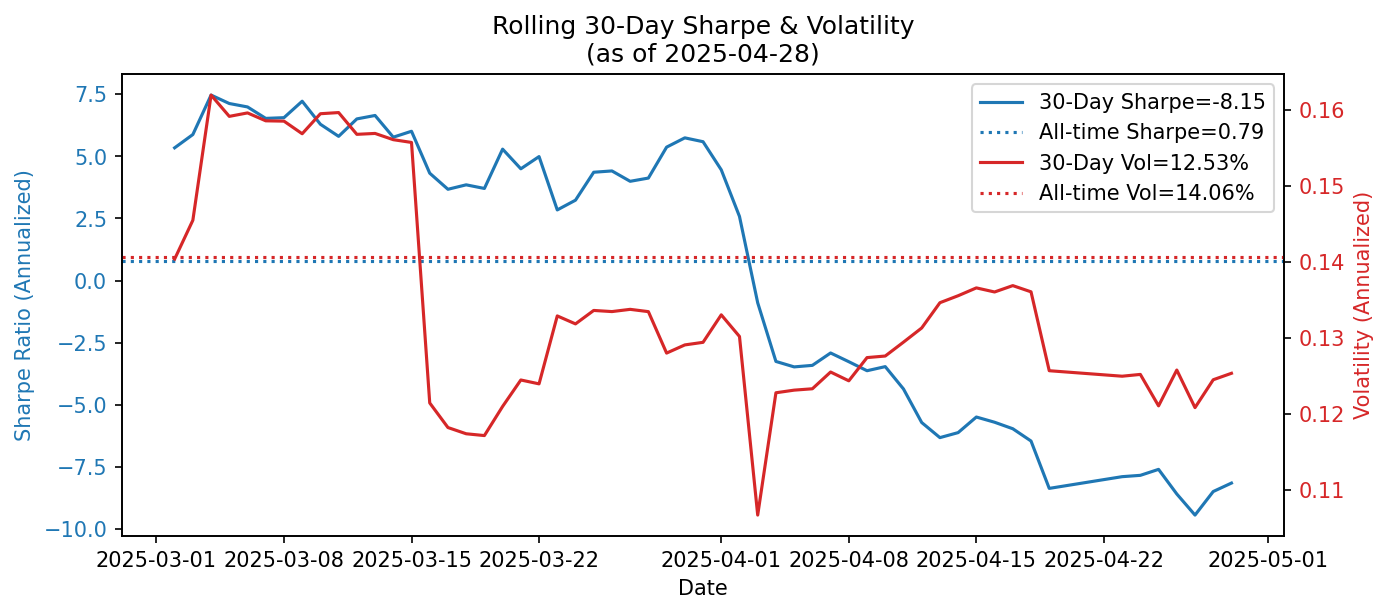 Rolling 30-Day Sharpe & Volatility
(as of 2025-04-28)
30-Day Sharpe=-8.15
All-time Sharpe=0.79
30-Day Vol=12.53%
All-time Vol=14.06%
Sharpe Ratio (Annualized)
7.5
5.0
2.5
0.0
−2.5
−5.0
−7.5
−10.0
0.16
0.15
0.14
0.13
0.12
0.11
Volatility (Annualized)
2025-03-01 2025-03-08 2025-03-15 2025-03-22 2025-04-01 2025-04-08 2025-04-15 2025-04-22 2025-05-01
Date